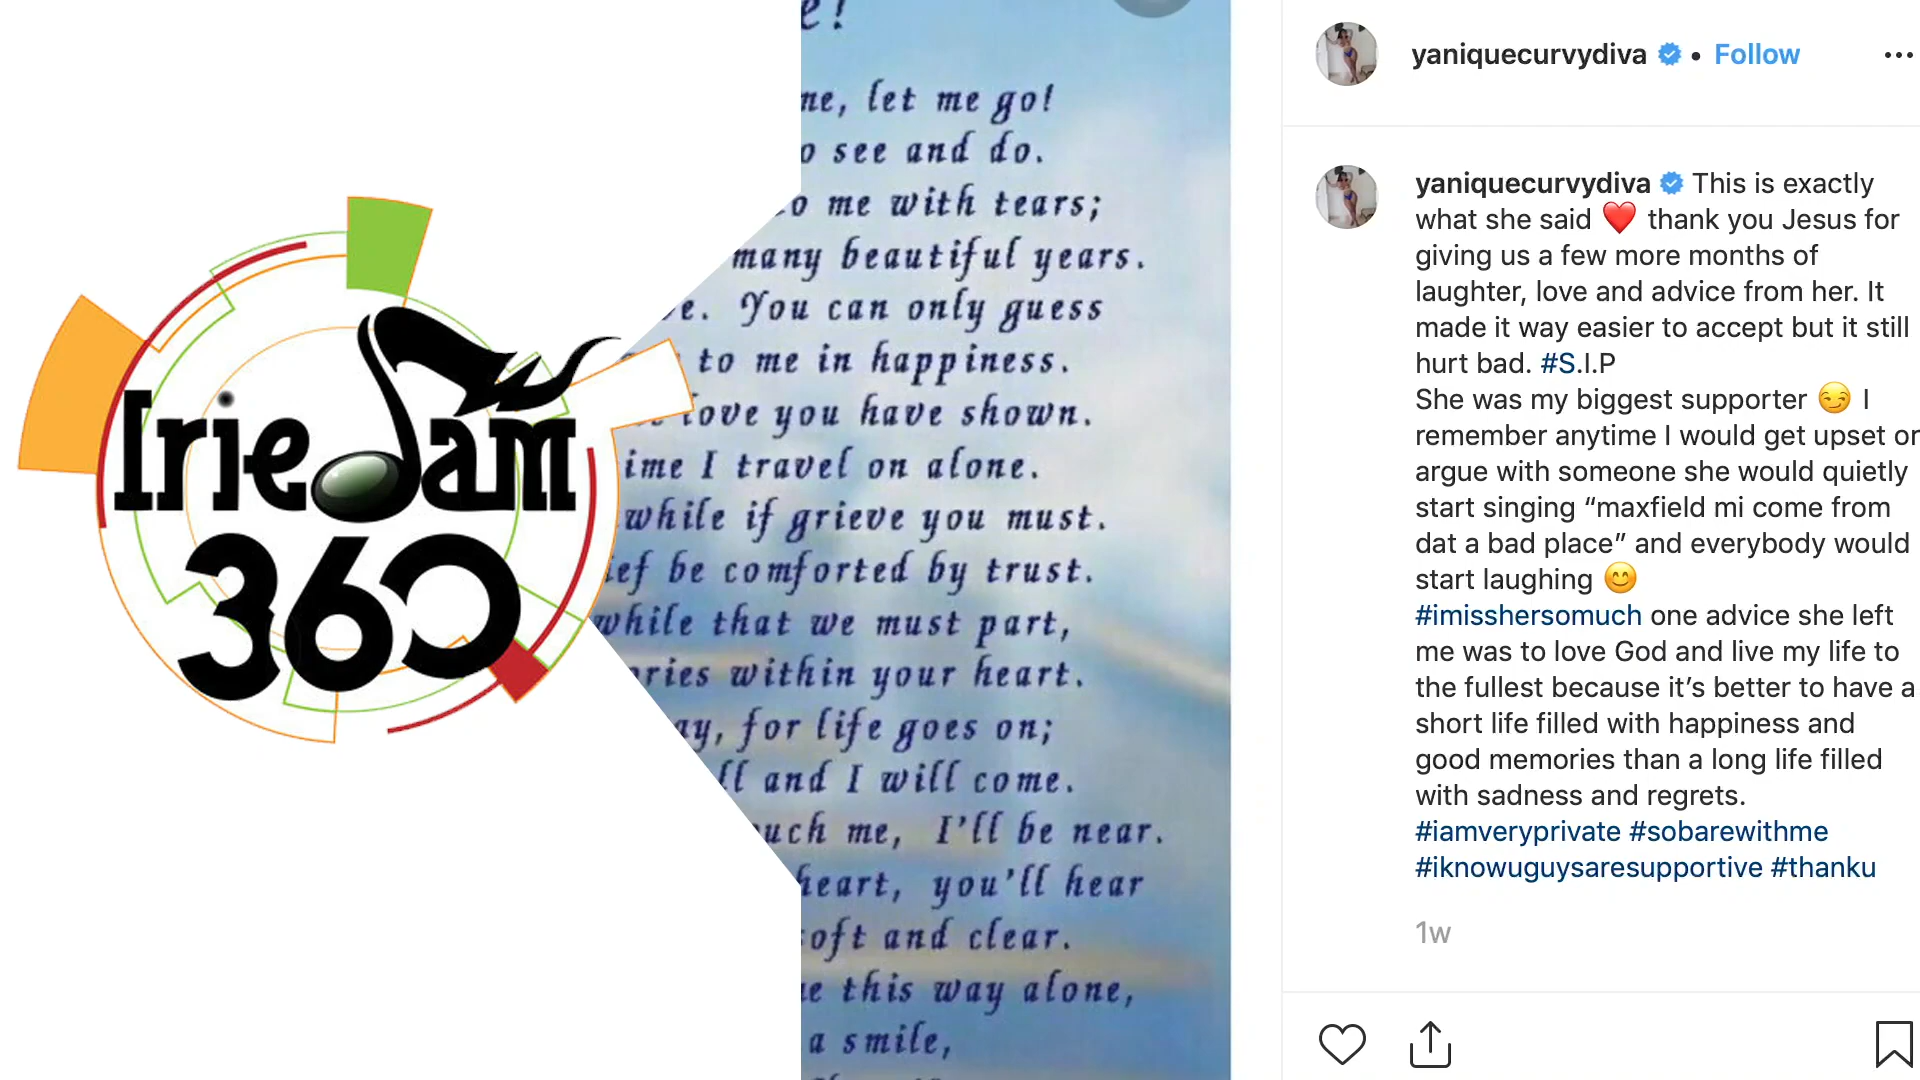 IrieJam
360
e!
me, let me go!
o see and do.
to me with tears;
many beautiful years.
e. You can only guess
to me in happiness.
love you have shown.
time I travel on alone.
while if grieve you must.
ief be comforted by trust.
while that we must part,
ories within your heart.
ay, for life goes on;
ll and I will come.
ouch me, I'll be near.
heart, you'll hear
soft and clear.
this way alone,
a smile,
yaniquecurvydiva • Follow
yaniquecurvydiva This is exactly
what she said ❤️ thank you Jesus for
giving us a few more months of
laughter, love and advice from her. It
made it way easier to accept but it still
hurt bad. #S.I.P
She was my biggest supporter 😏 I
remember anytime I would get upset or
argue with someone she would quietly
start singing “maxfield mi come from
dat a bad place” and everybody would
start laughing 😊
#imisshersomuch one advice she left
me was to love God and live my life to
the fullest because it’s better to have a
short life filled with happiness and
good memories than a long life filled
with sadness and regrets.
#iamveryprivate #sobarewithme
#iknowuguysaresupportive #thanku
1w